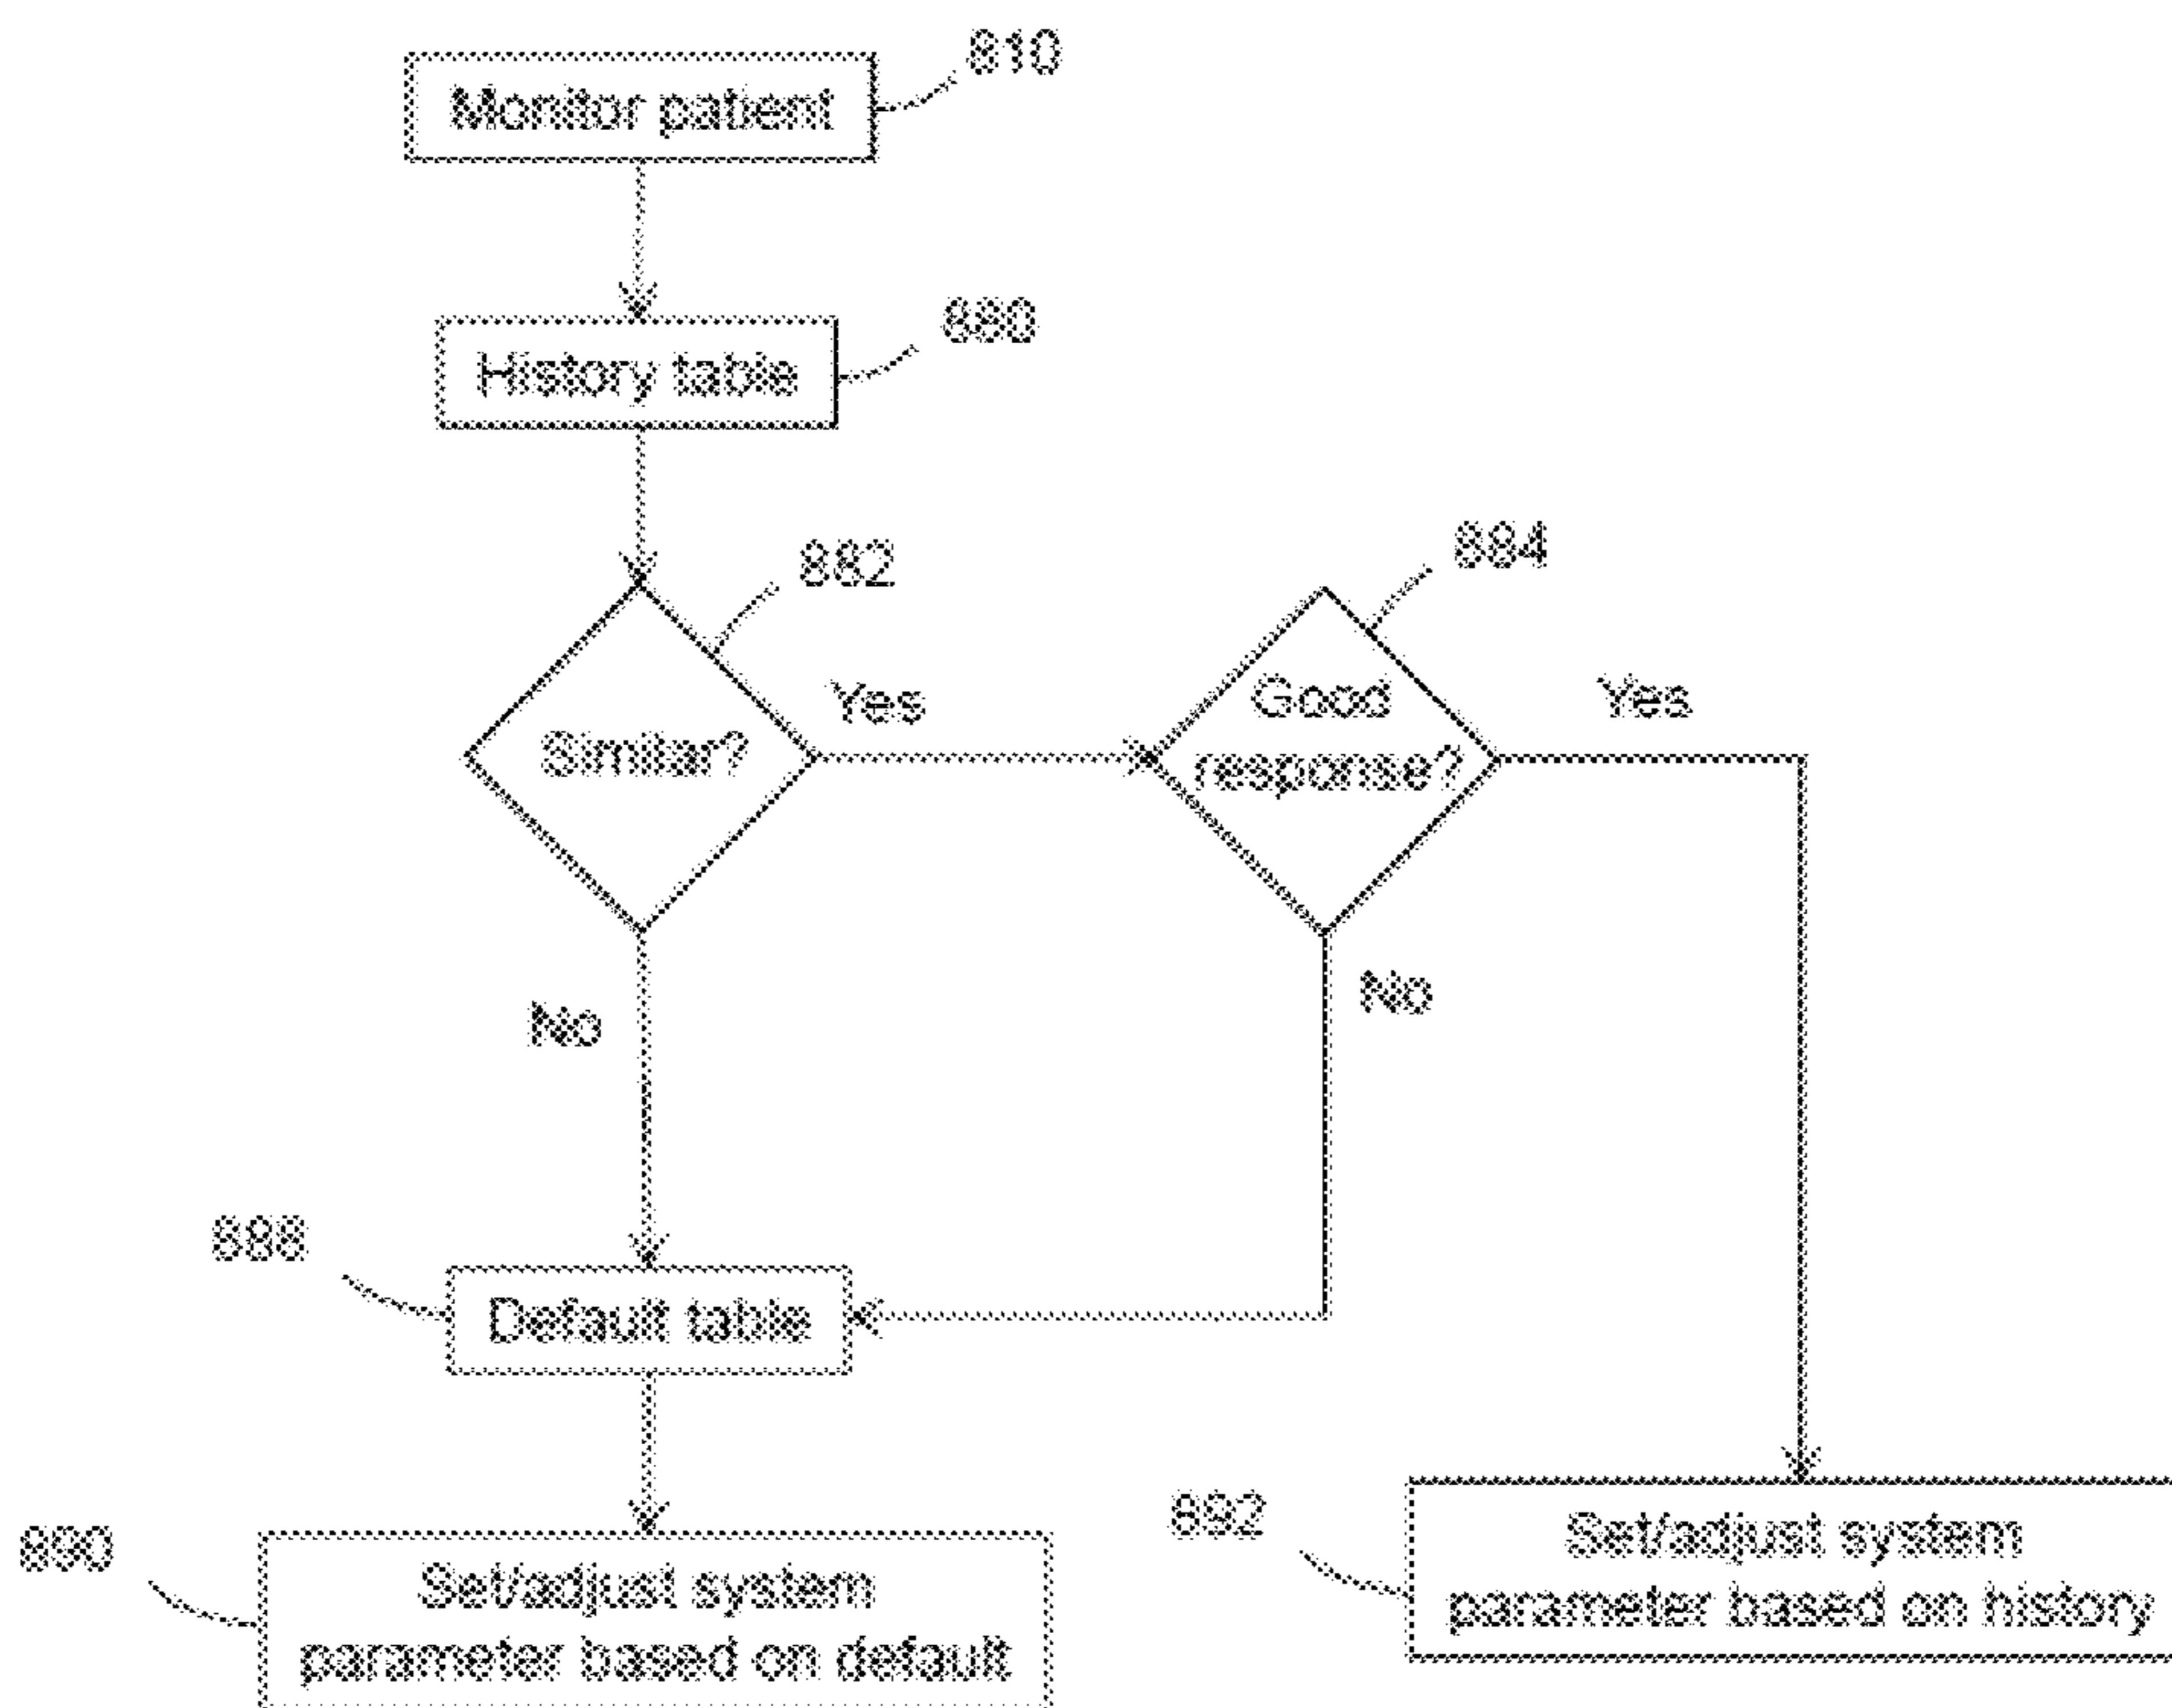 810
Monitor patient
880
History table
882
884
Similar?
Yes
Good
response?
Yes
No
No
888
Default table
890
Set/adjust system
parameter based on default
892
Set/adjust system
parameter based on history